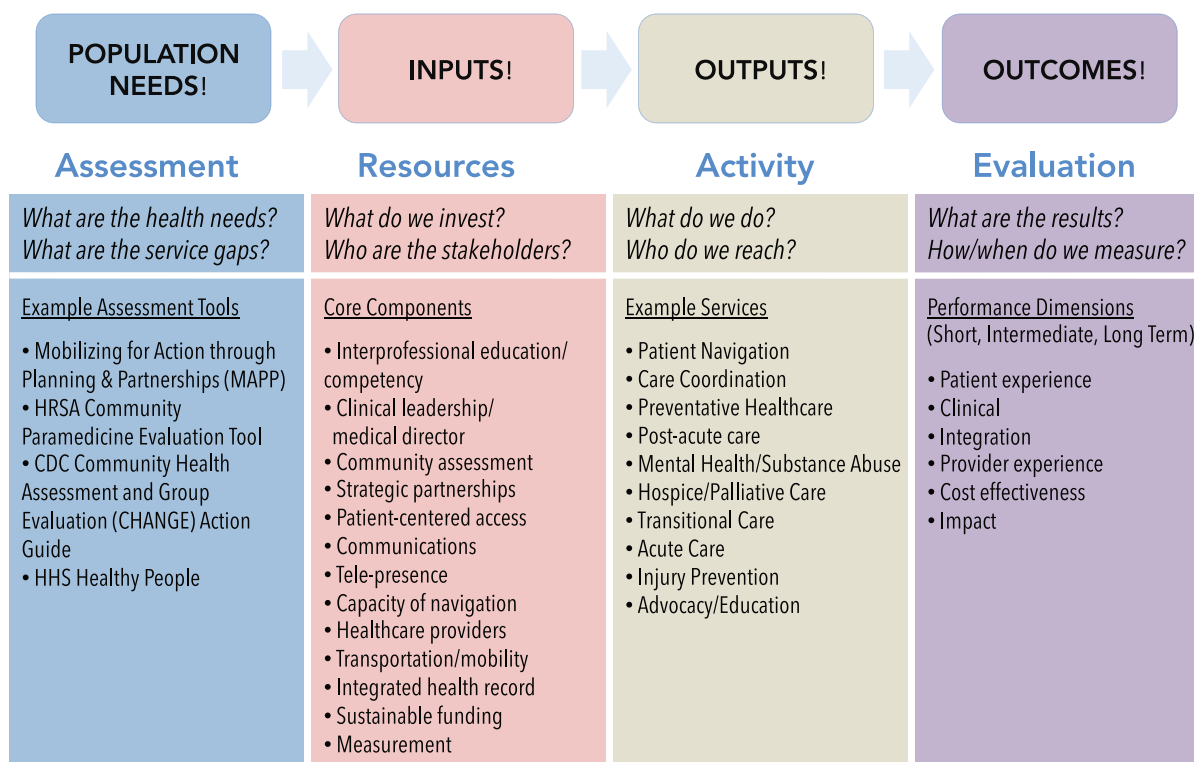 POPULATION
NEEDS!
INPUTS!
OUTPUTS!
OUTCOMES!
Assessment
Resources
Activity
Evaluation
What are the health needs?
What are the service gaps?
What do we invest?
Who are the stakeholders?
What do we do?
Who do we reach?
What are the results?
How/when do we measure?
Example Assessment Tools
• Mobilizing for Action through
Planning & Partnerships (MAPP)
• HRSA Community
Paramedicine Evaluation Tool
• CDC Community Health
Assessment and Group
Evaluation (CHANGE) Action
Guide
• HHS Healthy People
Core Components
• Interprofessional education/
competency
• Clinical leadership/
medical director
• Community assessment
• Strategic partnerships
• Patient-centered access
• Communications
• Tele-presence
• Capacity of navigation
• Healthcare providers
• Transportation/mobility
• Integrated health record
• Sustainable funding
• Measurement
Example Services
• Patient Navigation
• Care Coordination
• Preventative Healthcare
• Post-acute care
• Mental Health/Substance Abuse
• Hospice/Palliative Care
• Transitional Care
• Acute Care
• Injury Prevention
• Advocacy/Education
Performance Dimensions
(Short, Intermediate, Long Term)
• Patient experience
• Clinical
• Integration
• Provider experience
• Cost effectiveness
• Impact